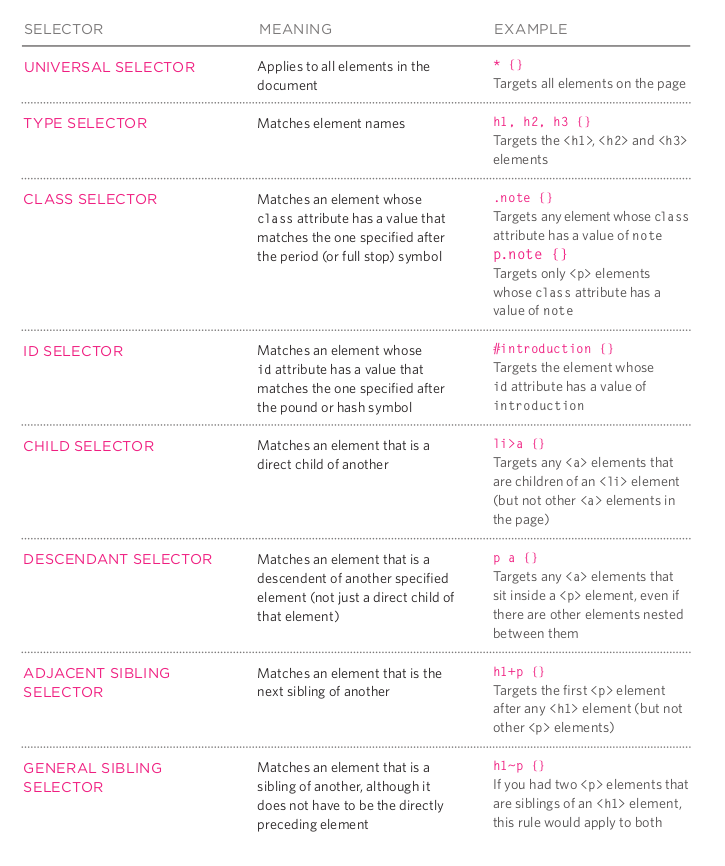 SELECTOR MEANING EXAMPLE
UNIVERSAL SELECTOR
Applies to all elements in the
document
* {}
Targets all elements on the page
TYPE SELECTOR
Matches element names
h1, h2, h3 {}
Targets the <h1>, <h2> and <h3>
elements
CLASS SELECTOR
Matches an element whose
class attribute has a value that
matches the one specified after
the period (or full stop) symbol
.note {}
Targets any element whose class
attribute has a value of note
p.note {}
Targets only <p> elements
whose class attribute has a
value of note
ID SELECTOR
Matches an element whose
id attribute has a value that
matches the one specified after
the pound or hash symbol
#introduction {}
Targets the element whose
id attribute has a value of
introduction
CHILD SELECTOR
Matches an element that is a
direct child of another
li>a {}
Targets any <a> elements that
are children of an <li> element
(but not other <a> elements in
the page)
DESCENDANT SELECTOR
Matches an element that is a
descendent of another specified
element (not just a direct child of
that element)
p a {}
Targets any <a> elements that
sit inside a <p> element, even if
there are other elements nested
between them
ADJACENT SIBLING
SELECTOR
Matches an element that is the
next sibling of another
h1+p {}
Targets the first <p> element
after any <h1> element (but not
other <p> elements)
GENERAL SIBLING
SELECTOR
Matches an element that is a
sibling of another, although it
does not have to be the directly
preceding element
h1~p {}
If you had two <p> elements that
are siblings of an <h1> element,
this rule would apply to both